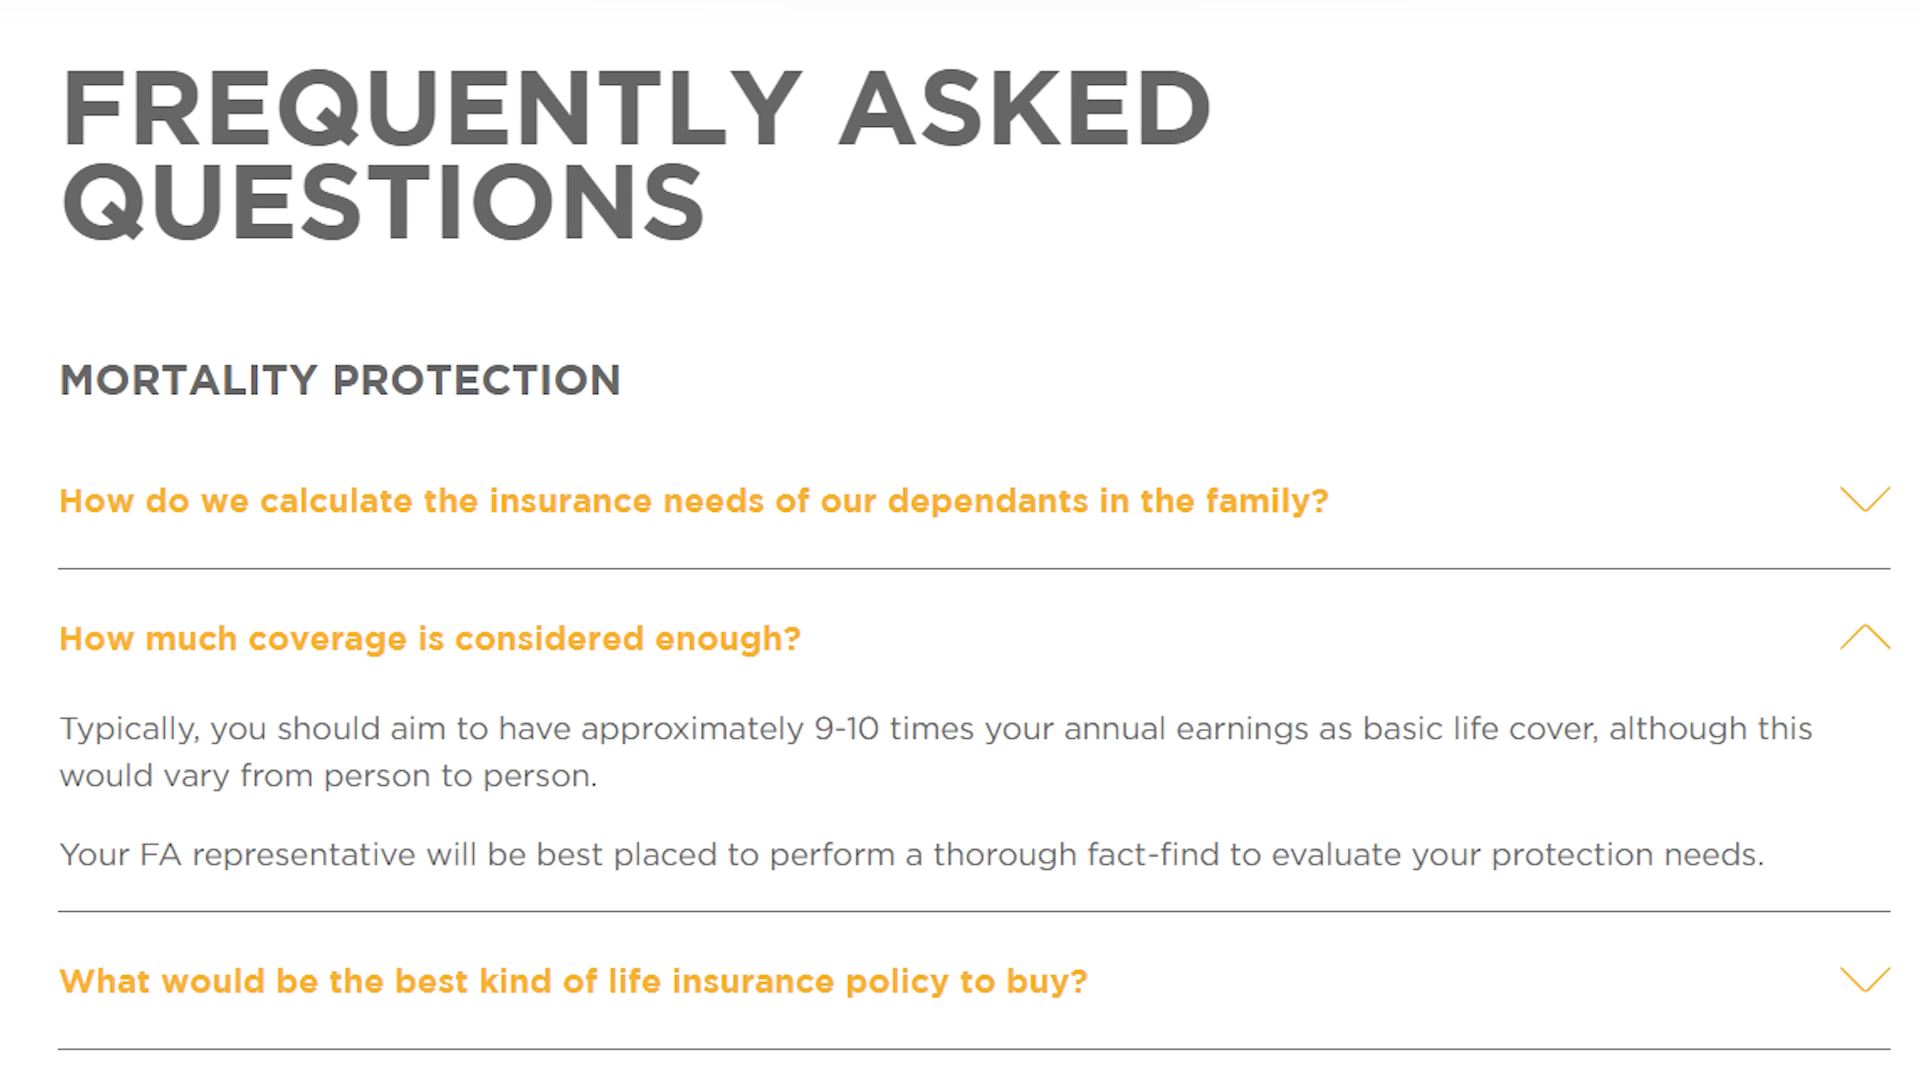 FREQUENTLY ASKED
QUESTIONS
MORTALITY PROTECTION
How do we calculate the insurance needs of our dependants in the family?
How much coverage is considered enough?
Typically, you should aim to have approximately 9-10 times your annual earnings as basic life cover, although this
would vary from person to person.
Your FA representative will be best placed to perform a thorough fact-find to evaluate your protection needs.
What would be the best kind of life insurance policy to buy?